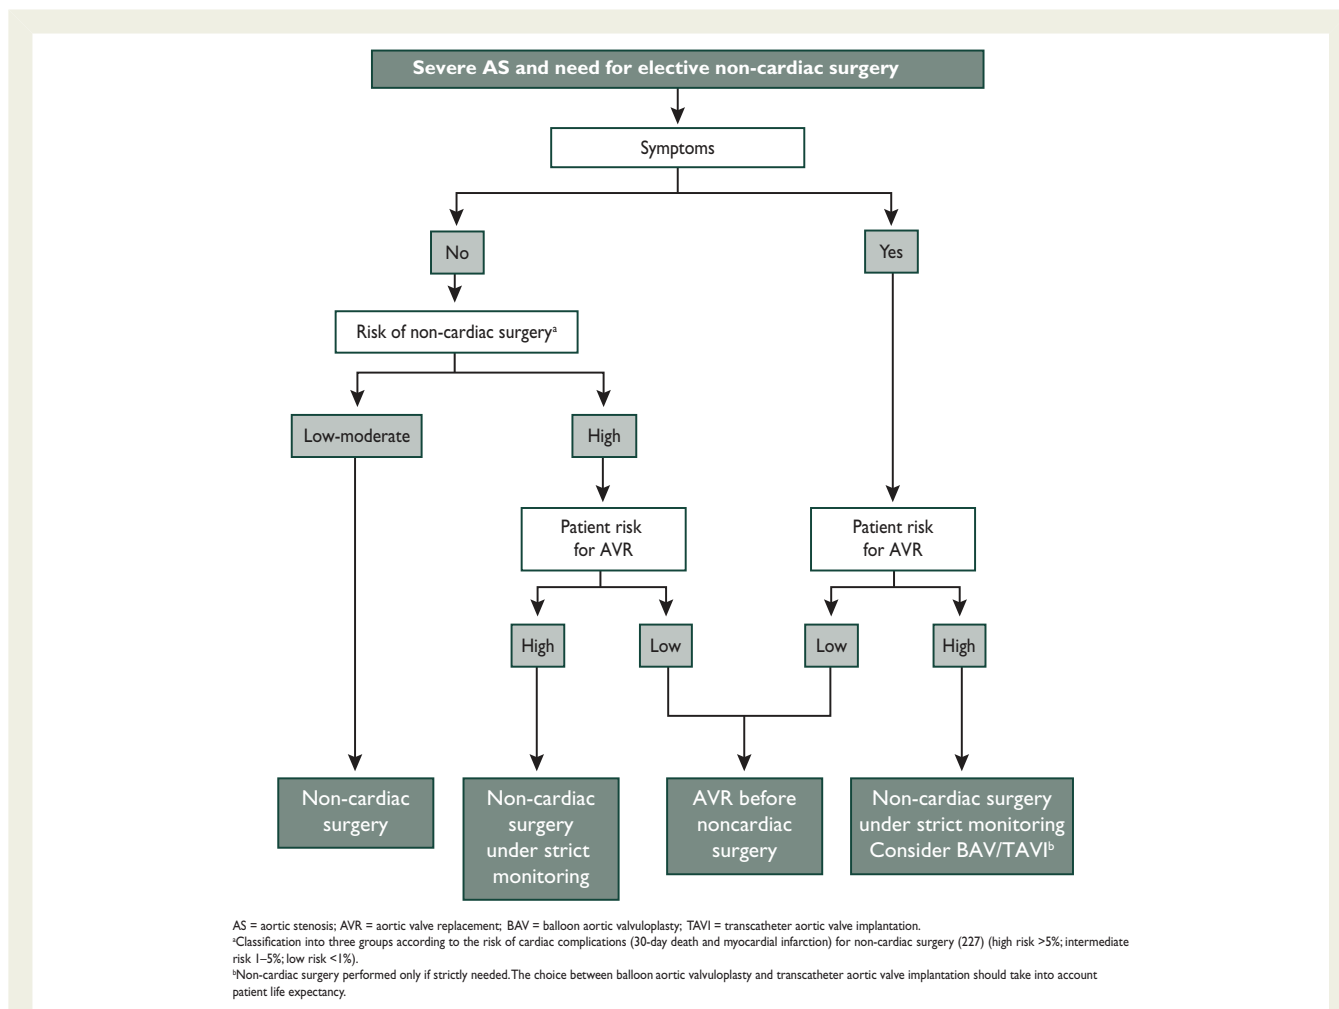 Severe AS and need for elective non-cardiac surgery
Symptoms
No
Yes
Risk of non-cardiac surgeryᵃ
Low-moderate
High
Patient risk
for AVR
Patient risk
for AVR
High
Low
Low
High
Non-cardiac
surgery
Non-cardiac
surgery
under strict
monitoring
AVR before
noncardiac
surgery
Non-cardiac surgery
under strict monitoring
Consider BAV/TAVIᵇ
AS = aortic stenosis; AVR = aortic valve replacement; BAV = balloon aortic valvuloplasty; TAVI = transcatheter aortic valve implantation.
ᵃClassification into three groups according to the risk of cardiac complications (30-day death and myocardial infarction) for non-cardiac surgery (227) (high risk >5%; intermediate
risk 1–5%; low risk <1%).
ᵇNon-cardiac surgery performed only if strictly needed. The choice between balloon aortic valvuloplasty and transcatheter aortic valve implantation should take into account
patient life expectancy.